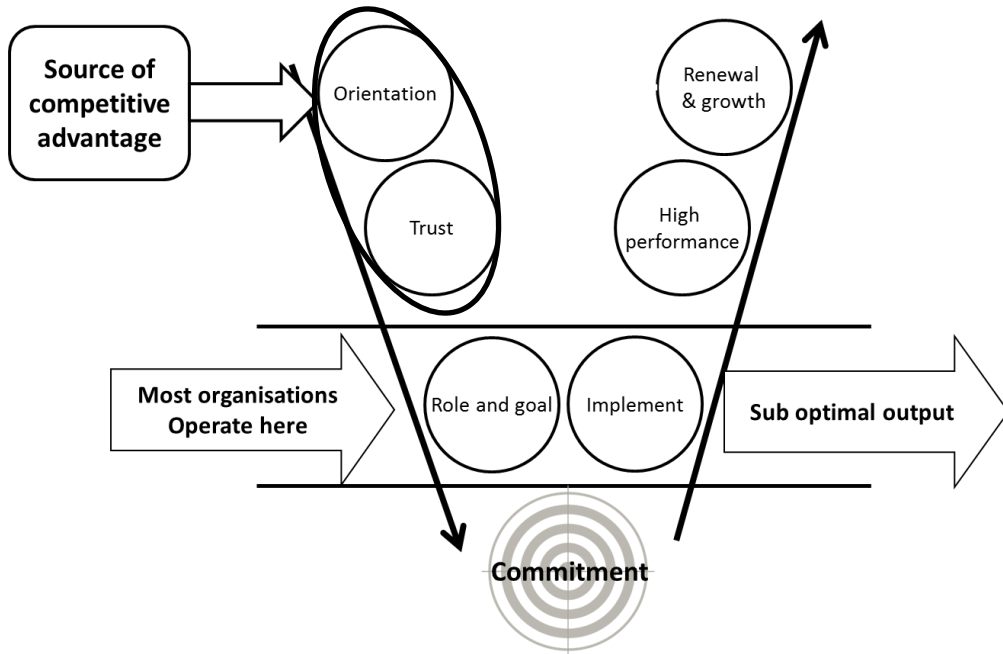 Source of
competitive
advantage
Orientation
Trust
Renewal
& growth
High
performance
Most organisations
Operate here
Role and goal
Implement
Sub optimal output
Commitment